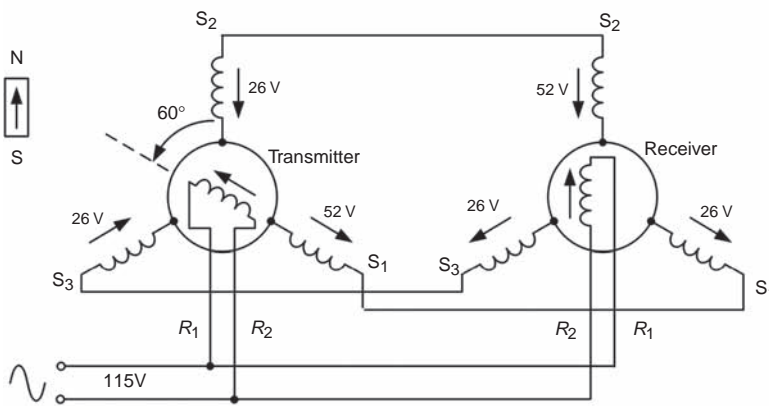 S2 S2
N
26 V 52 V
60°
S
Transmitter Receiver
26 V 52 V 26 V 26 V
S3 S1 S3 S
R1 R2 R2 R1
115V